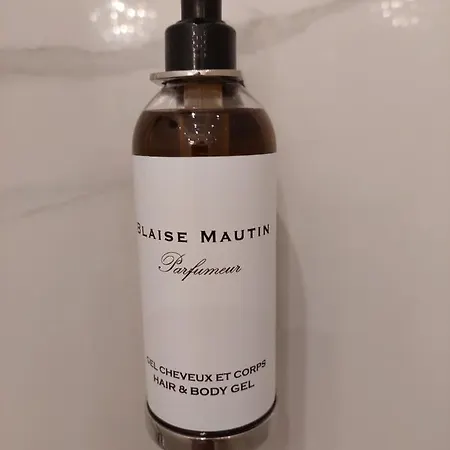 BLAISE MAUTIN
Parfumeur
GEL CHEVEUX ET CORPS
HAIR & BODY GEL